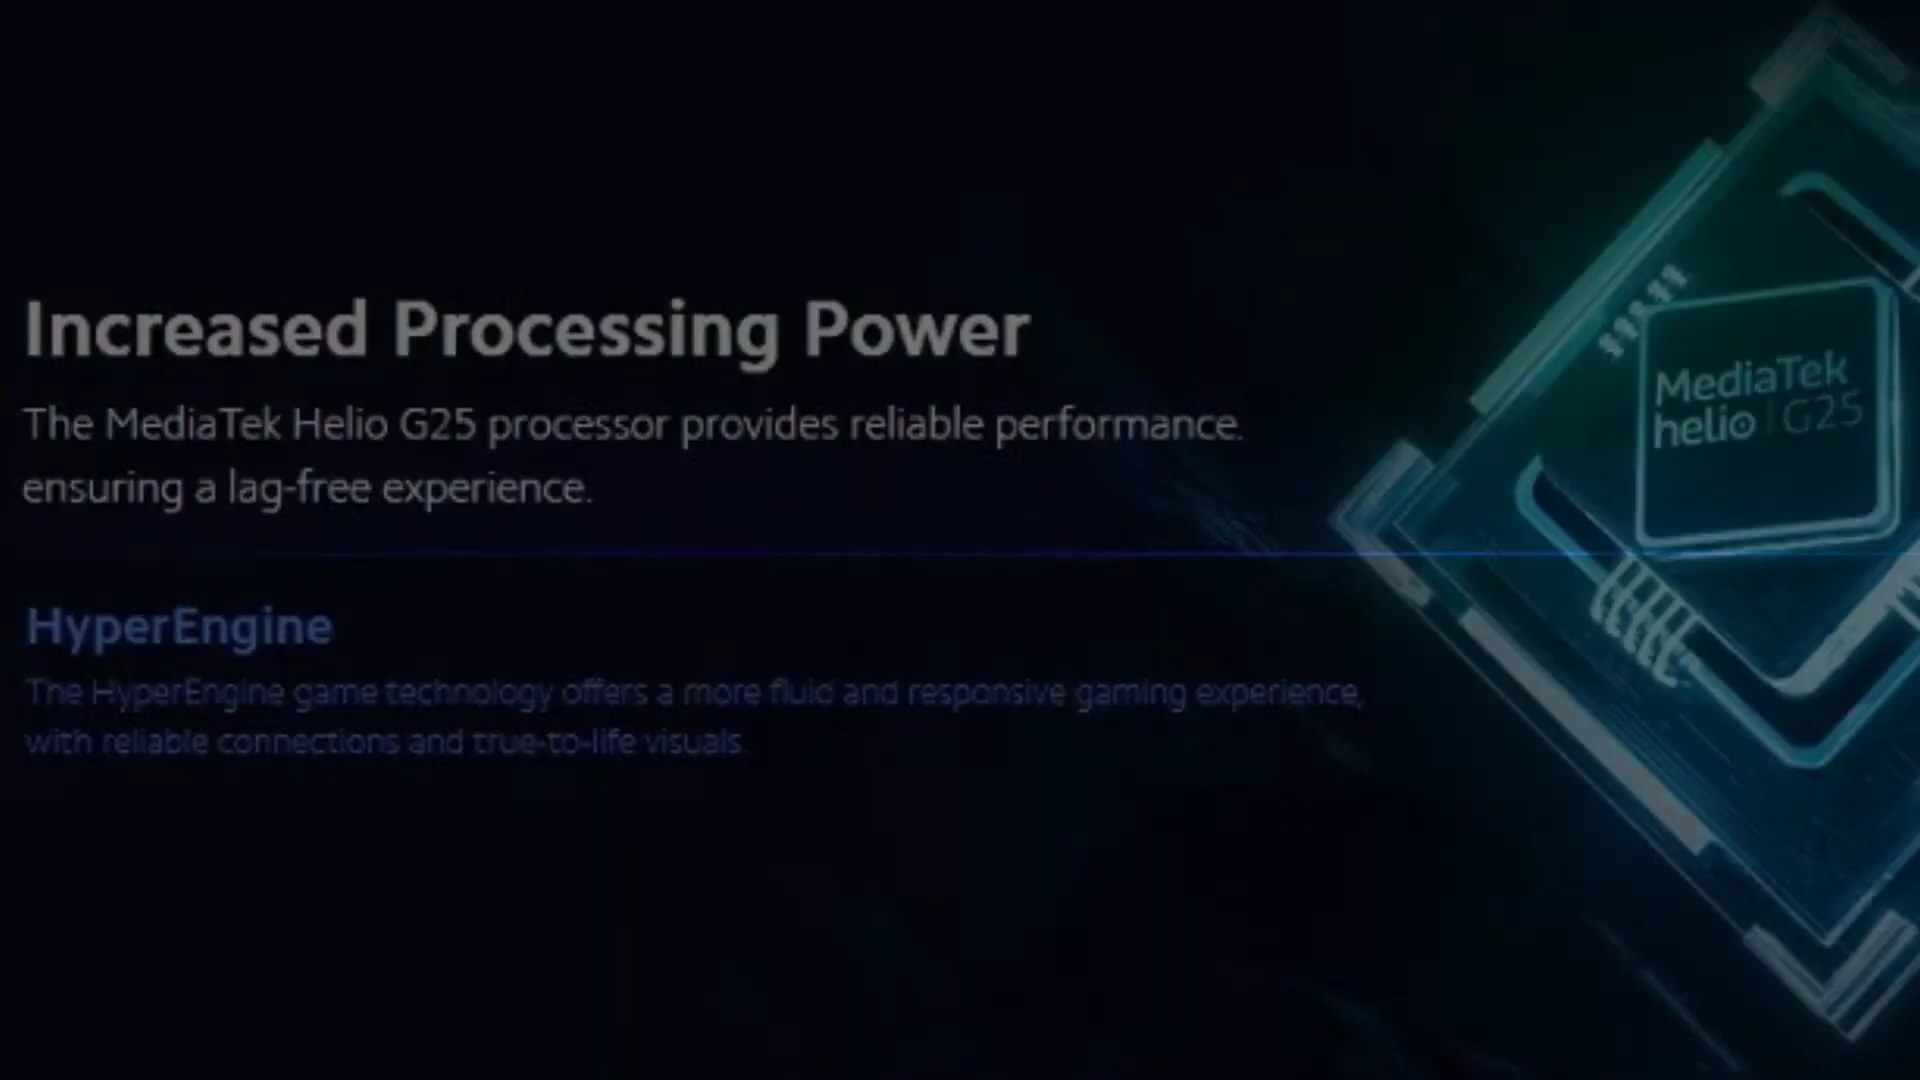 Increased Processing Power
The MediaTek Helio G25 processor provides reliable performance.
ensuring a lag-free experience.
HyperEngine
The HyperEngine game technology offers a more fluid and responsive gaming experience,
with reliable connections and true-to-life visuals.
MediaTek
helio | G25